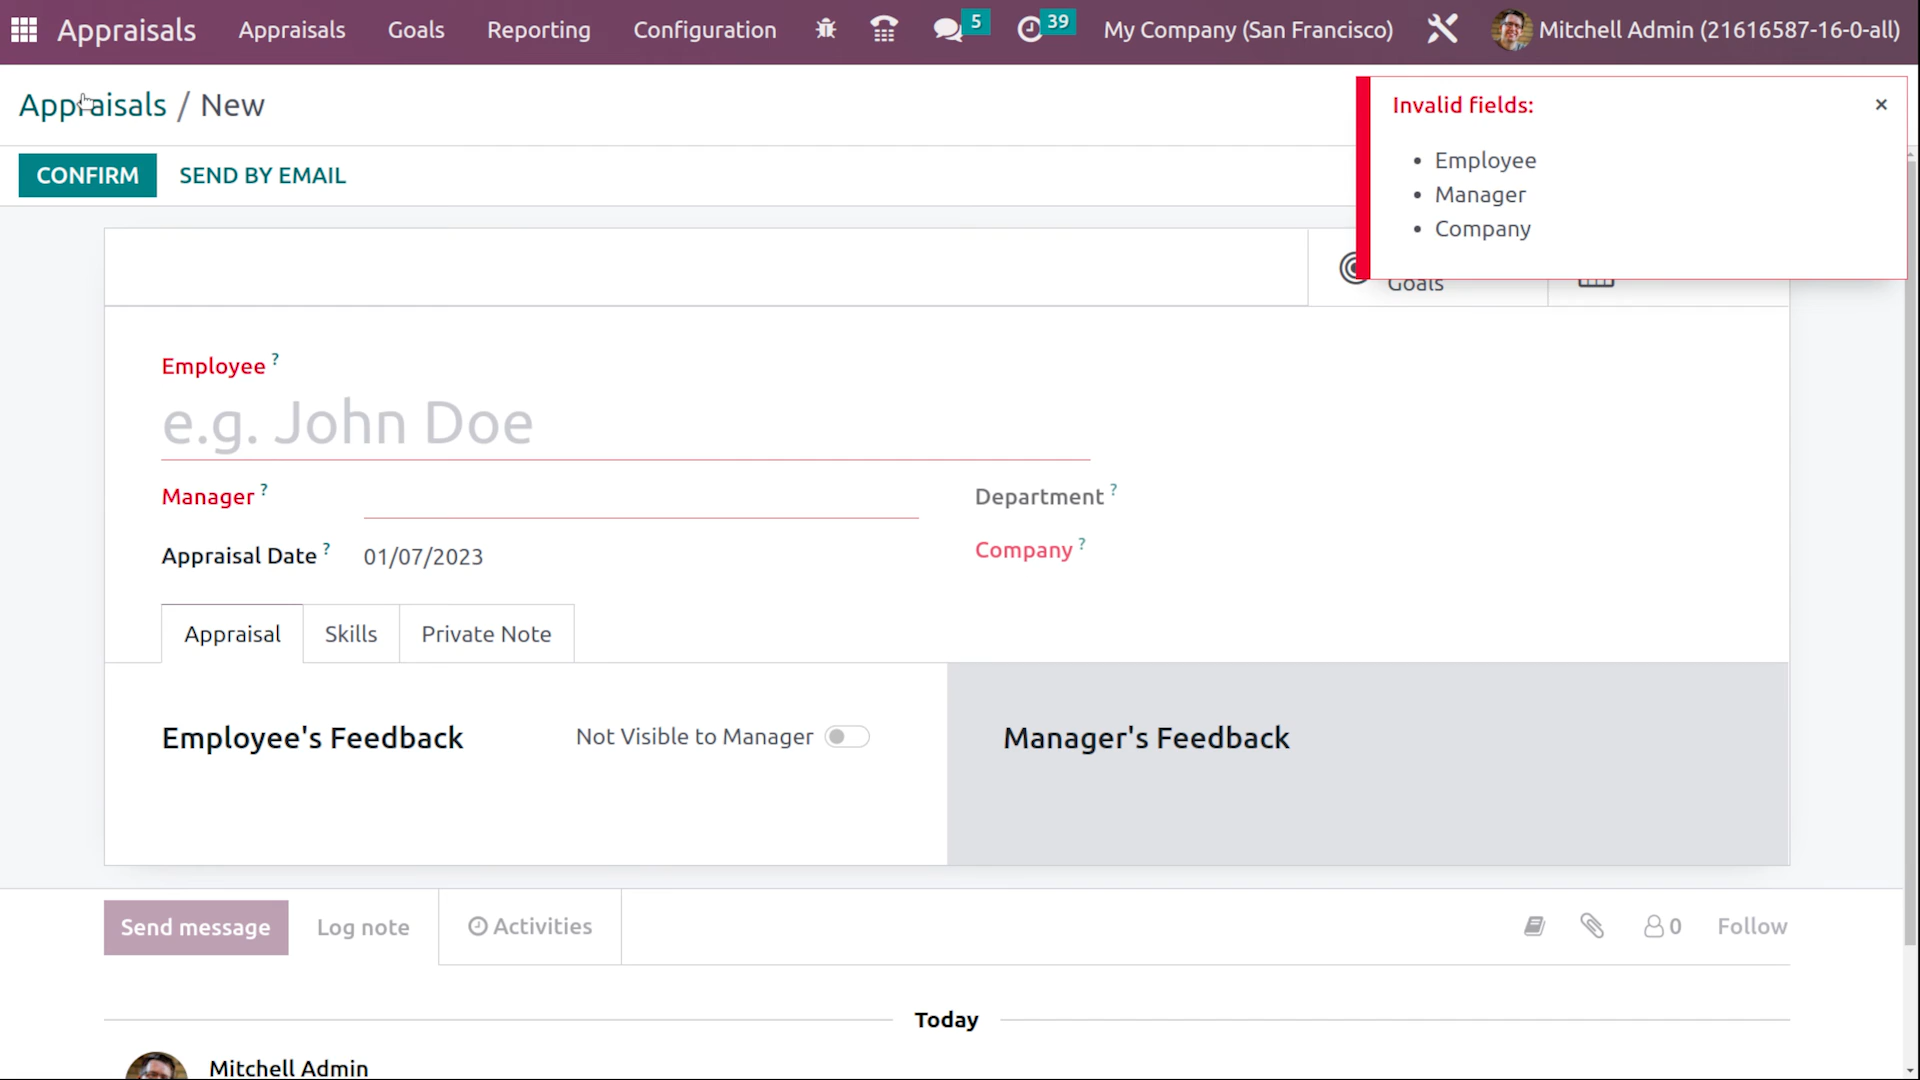 Appraisals Appraisals Goals Reporting Configuration 5 39 My Company (San Francisco) Mitchell Admin (21616587-16-0-all)
Appraisals / New
Invalid fields: ×
• Employee
• Manager
• Company
CONFIRM SEND BY EMAIL
Goals
Employee ?
e.g. John Doe
Manager ? Department ?
Appraisal Date ? 01/07/2023 Company ?
Appraisal Skills Private Note
Employee's Feedback Not Visible to Manager Manager's Feedback
Send message Log note Activities 0 Follow
Today
Mitchell Admin